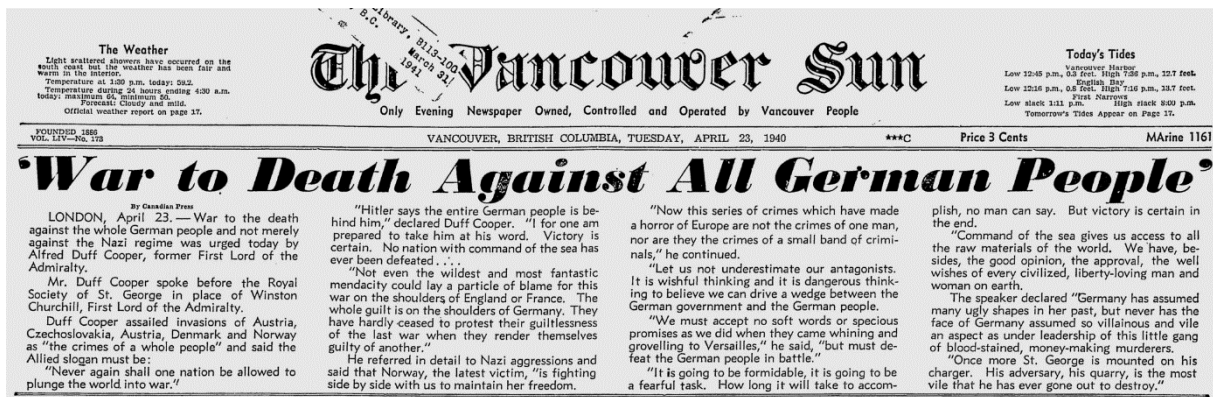 The Weather
Light scattered showers have occurred on the
south coast but the weather has been fair and
warm in the interior.
Temperature at 1:30 p.m. today: 59.2.
Temperature during 24 hours ending 4:30 a.m.
today: maximum 64, minimum 50.
Forecast: Cloudy and mild.
Official weather report on page 17.
Library, B113-100
B.C. March 31/
1941
The Vancouver Sun
Only Evening Newspaper Owned, Controlled and Operated by Vancouver People
Today's Tides
Vancouver Harbor
Low 12:45 p.m., 0.3 feet. High 7:36 p.m., 12.7 feet.
English Bay
Low 12:16 p.m., 0.8 feet. High 7:16 p.m., 13.7 feet.
First Narrows
Low slack 1:11 p.m. High slack 8:00 p.m.
Tomorrow's Tides Appear on Page 17.
FOUNDED 1886
VOL. LIV—No. 173
VANCOUVER, BRITISH COLUMBIA, TUESDAY, APRIL 23, 1940
***C
Price 3 Cents
MArine 1161
'War to Death Against All German People'
By Canadian Press
LONDON, April 23.—War to the death
against the whole German people and not merely
against the Nazi regime was urged today by
Alfred Duff Cooper, former First Lord of the
Admiralty.
Mr. Duff Cooper spoke before the Royal
Society of St. George in place of Winston
Churchill, First Lord of the Admiralty.
Duff Cooper assailed invasions of Austria,
Czechoslovakia, Austria, Denmark and Norway
as "the crimes of a whole people" and said the
Allied slogan must be:
"Never again shall one nation be allowed to
plunge the world into war."
"Hitler says the entire German people is be-
hind him," declared Duff Cooper. "I for one am
prepared to take him at his word. Victory is
certain. No nation with command of the sea has
ever been defeated . . .
"Not even the wildest and most fantastic
mendacity could lay a particle of blame for this
war on the shoulders of England or France. The
whole guilt is on the shoulders of Germany. They
have hardly ceased to protest their guiltlessness
of the last war when they render themselves
guilty of another."
He referred in detail to Nazi aggressions and
said that Norway, the latest victim, "is fighting
side by side with us to maintain her freedom.
"Now this series of crimes which have made
a horror of Europe are not the crimes of one man,
nor are they the crimes of a small band of crimi-
nals," he continued.
"Let us not underestimate our antagonists.
It is wishful thinking and it is dangerous think-
ing to believe we can drive a wedge between the
German government and the German people.
"We must accept no soft words or specious
promises as we did when they came whining and
grovelling to Versailles," he said, "but must de-
feat the German people in battle."
"It is going to be formidable, it is going to be
a fearful task. How long it will take to accom-
plish, no man can say. But victory is certain in
the end.
"Command of the sea gives us access to all
the raw materials of the world. We have, be-
sides, the good opinion, the approval, the well
wishes of every civilized, liberty-loving man and
woman on earth.
The speaker declared "Germany has assumed
many ugly shapes in her past, but never has the
face of Germany assumed so villainous and vile
an aspect as under leadership of this little gang
of blood-stained, money-making murderers.
"Once more St. George is mounted on his
charger. His adversary, his quarry, is the most
vile that he has ever gone out to destroy."